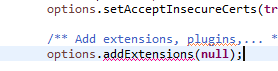 options.setAcceptInsecureCerts(tr
/** Add extensions, plugins,... *
options.addExtensions(null);